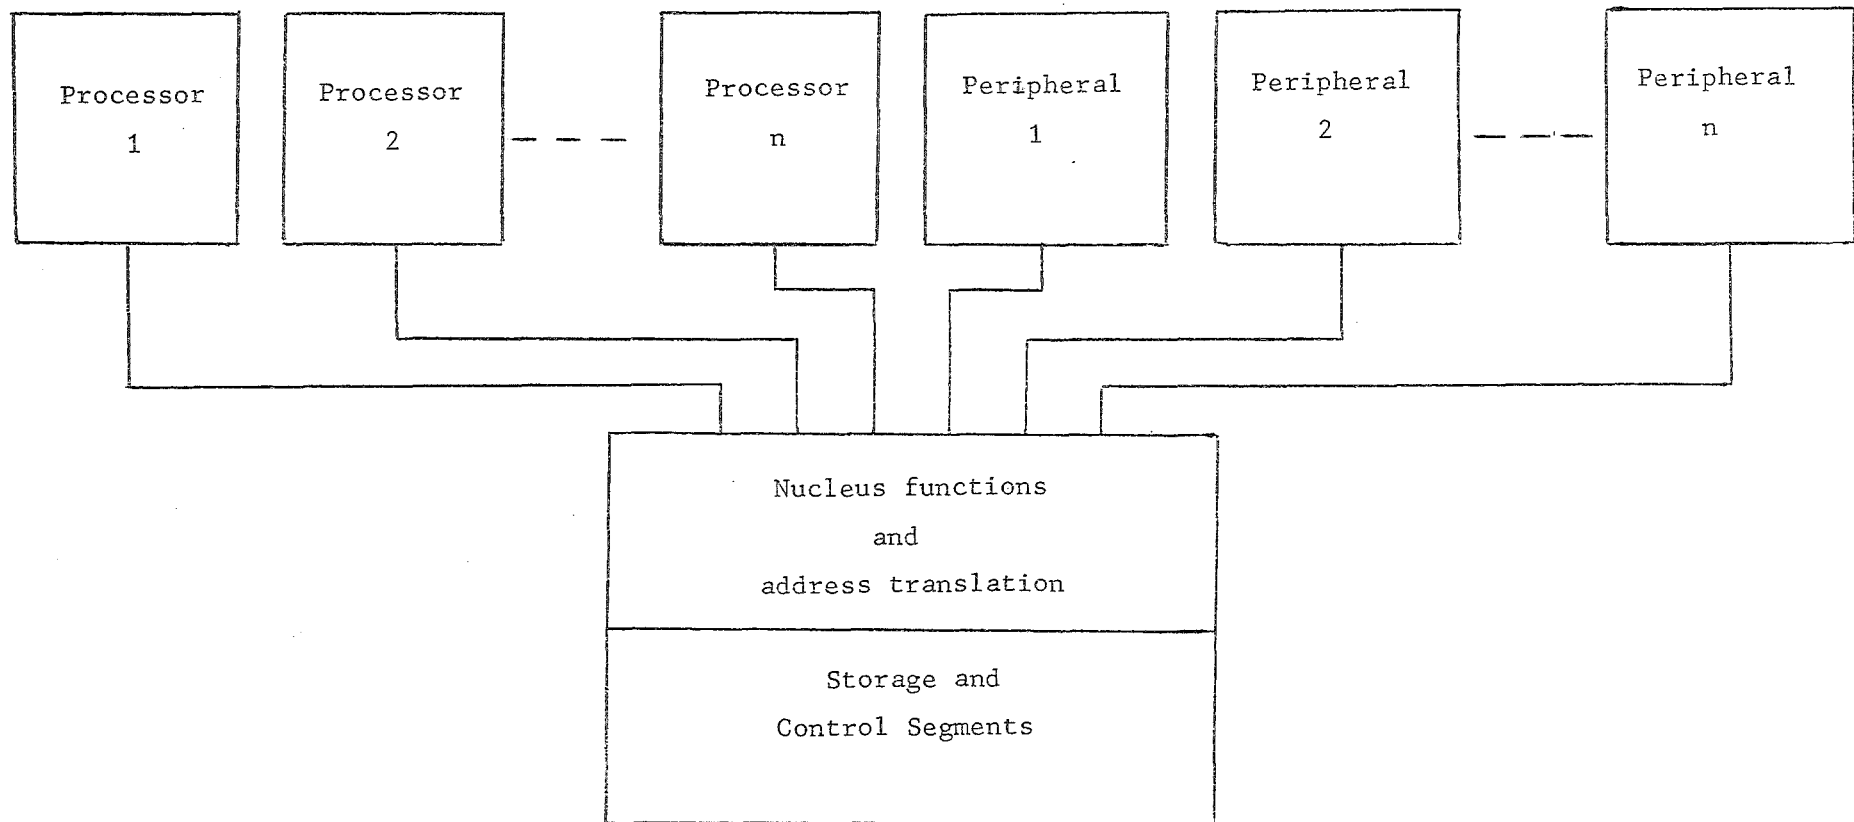 Processor
1
Processor
2
Processor
n
Peripheral
1
Peripheral
2
Peripheral
n
Nucleus functions
and
address translation
Storage and
Control Segments